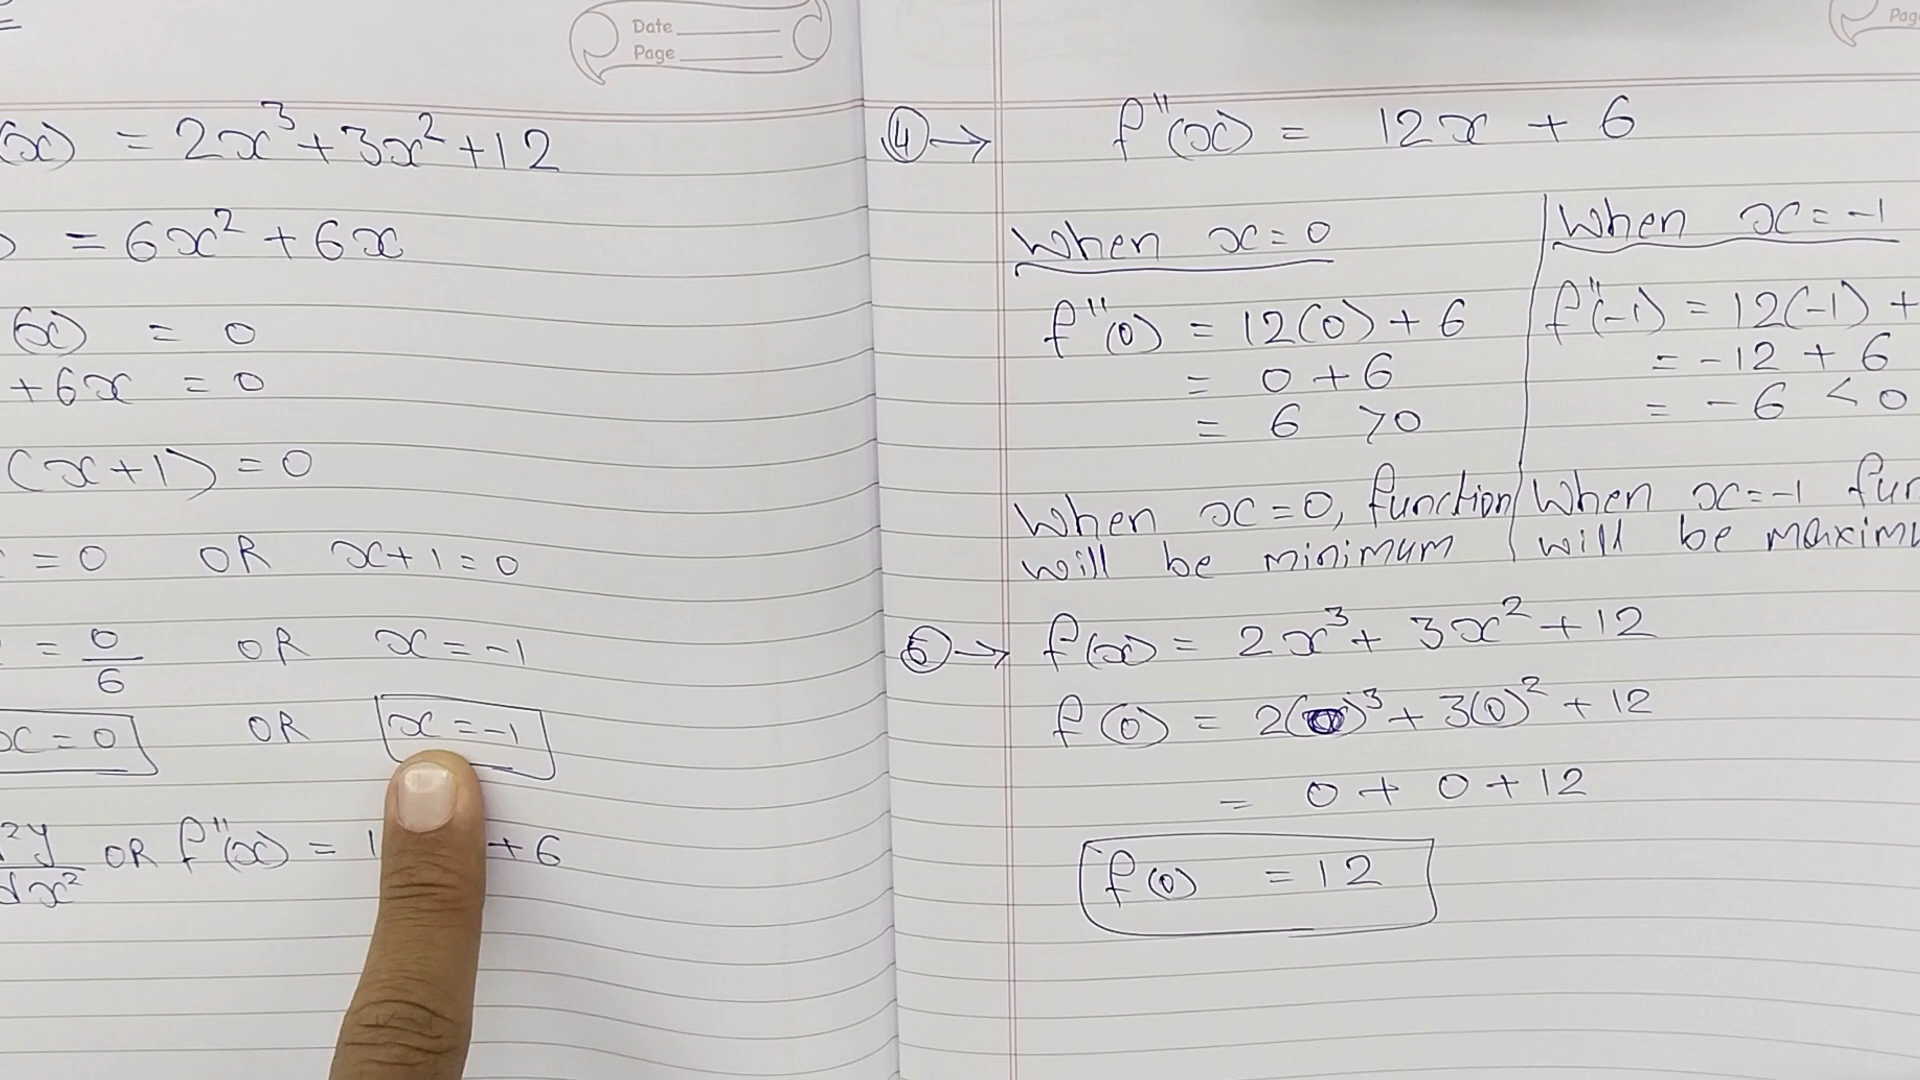 Date
Page
(x) = 2x³ + 3x² + 12
= 6x² + 6x
(x) = 0
+ 6x = 0
(x+1) = 0
= 0 OR x+1 = 0
= 0/6 OR x = -1
x = 0 OR x = -1
²y/dx² OR f''(x) = 1 + 6
Pag
④ → f''(x) = 12x + 6
When x = 0
f''(0) = 12(0) + 6
= 0 + 6
= 6 > 0
When x = 0, function
will be minimum
When x = -1
f''(-1) = 12(-1) +
= -12 + 6
= -6 < 0
When x = -1 fun
will be maximu
⑤ → f(x) = 2x³ + 3x² + 12
f(0) = 2(0)³ + 3(0)² + 12
= 0 + 0 + 12
f(0) = 12